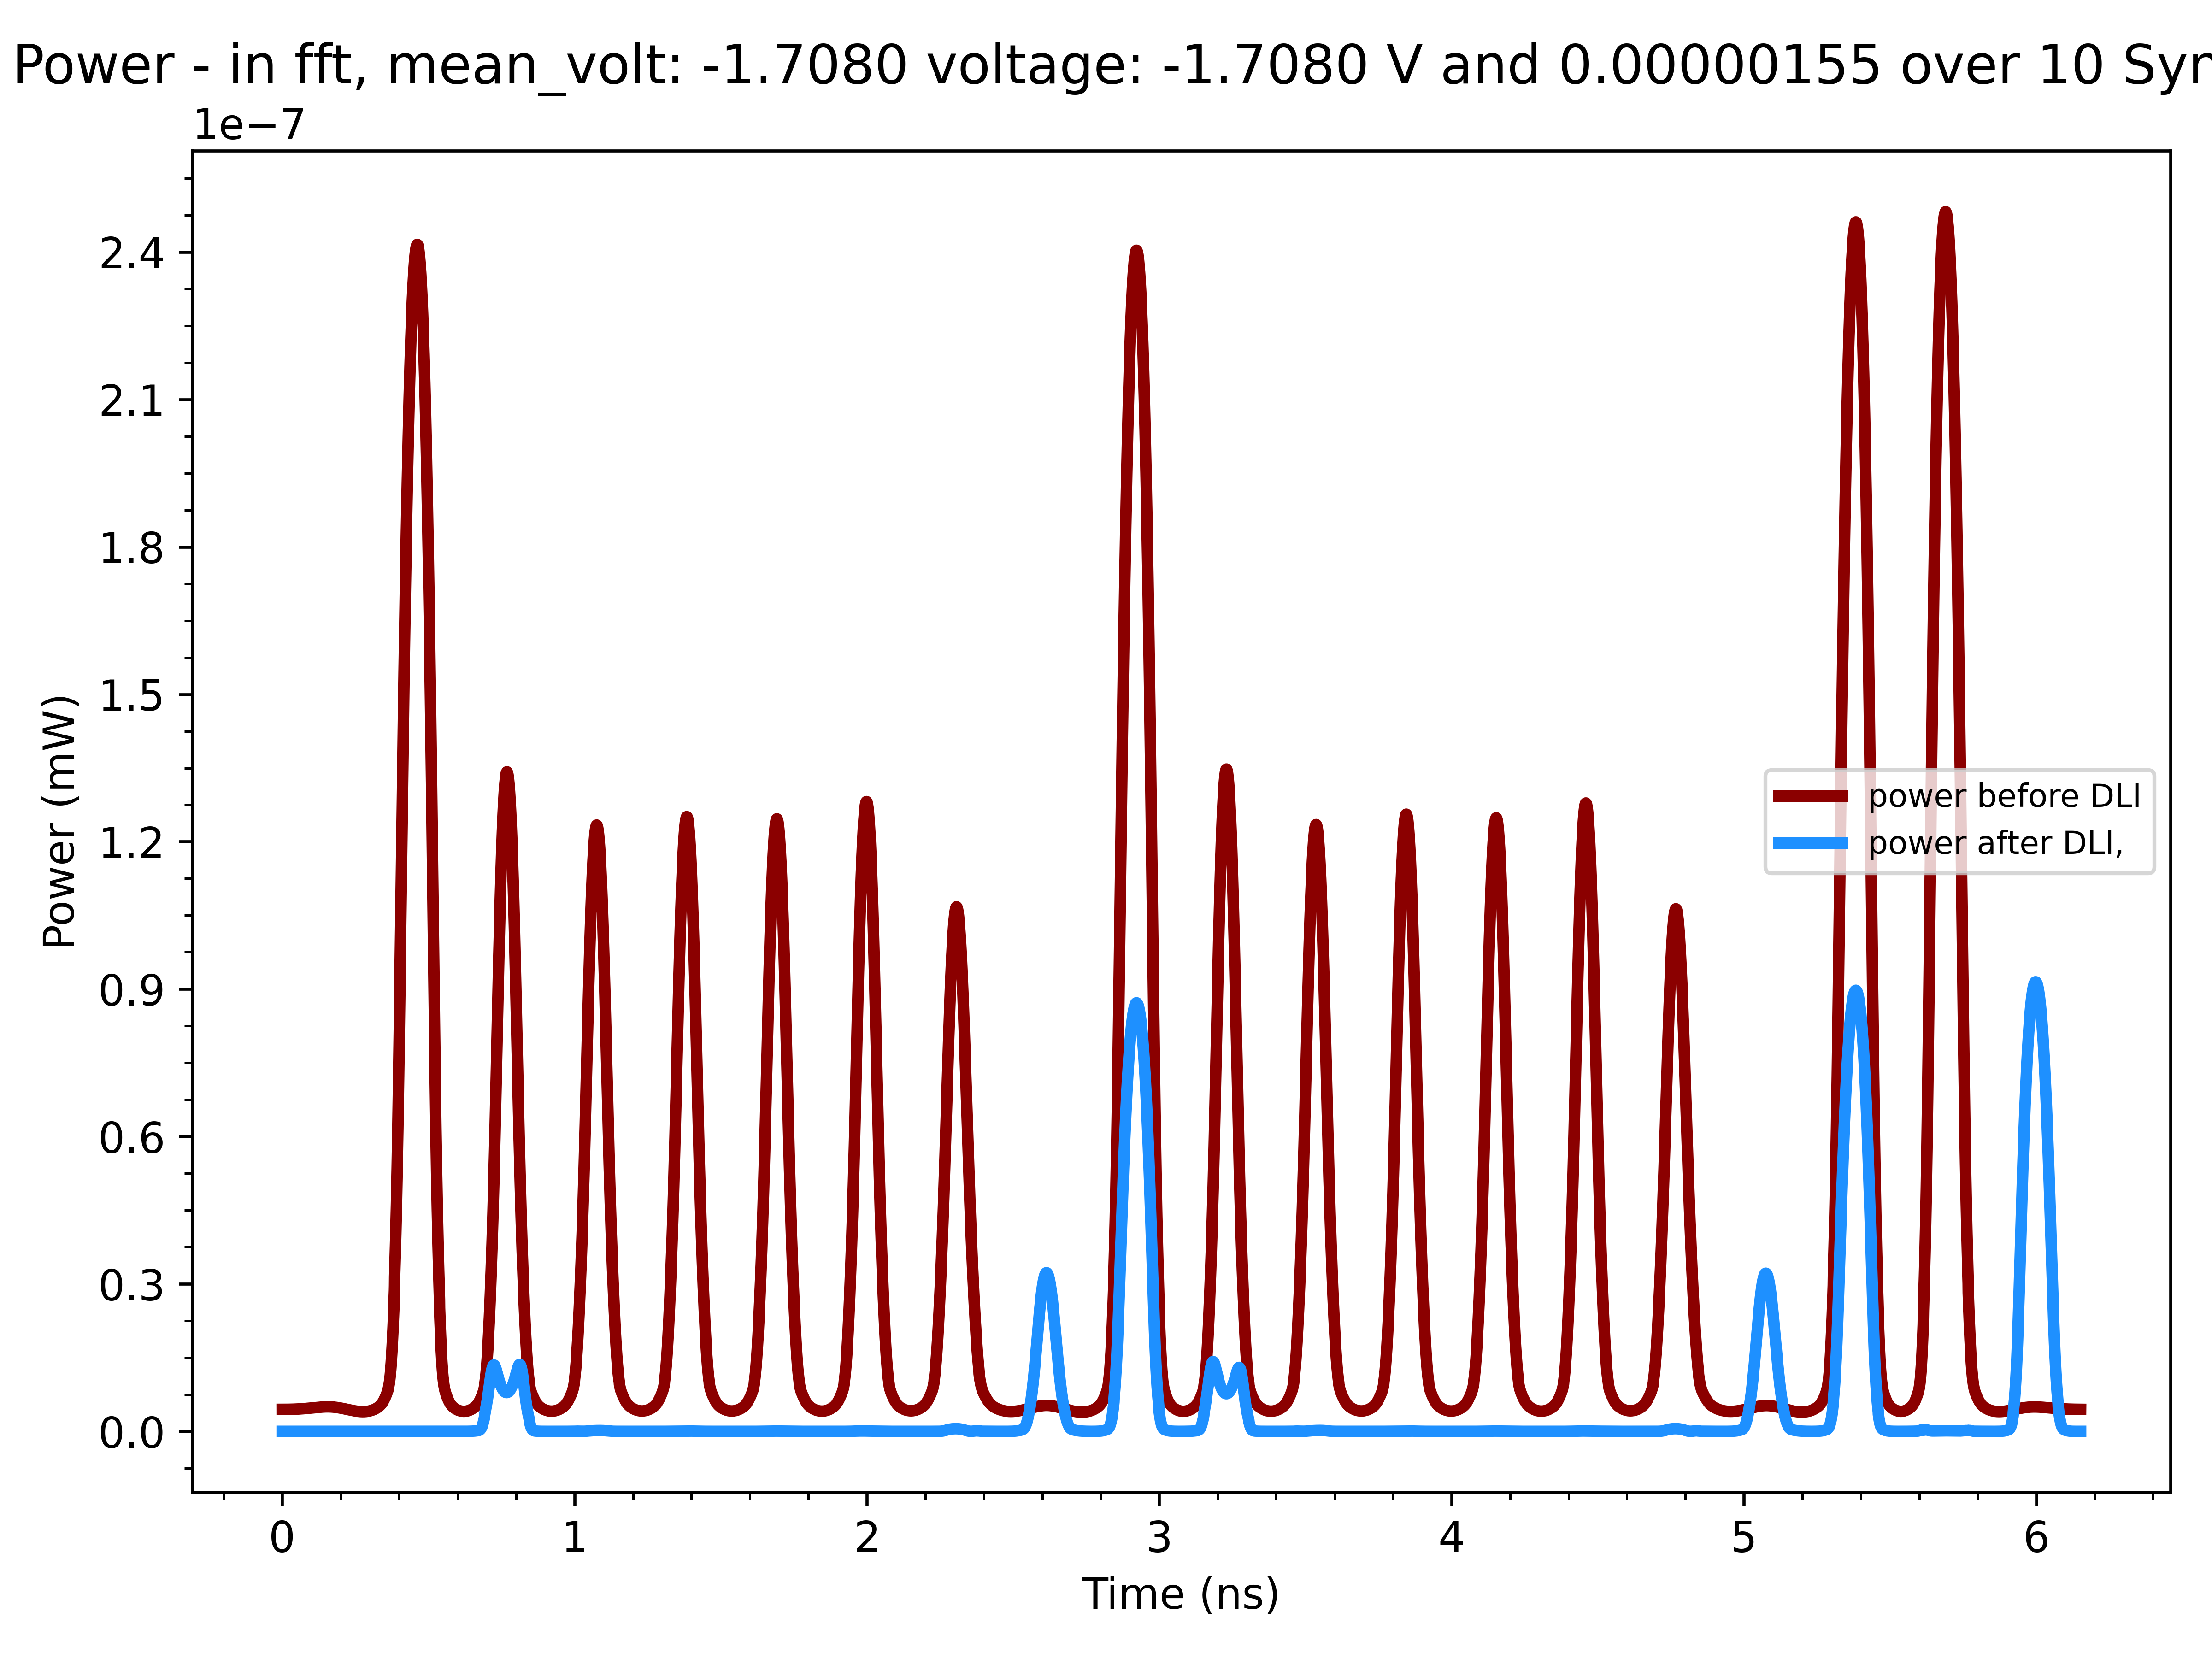 Power - in fft, mean_volt: -1.7080 voltage: -1.7080 V and 0.00000155 over 10 Syn
1e−7
2.4
2.1
1.8
1.5
1.2
0.9
0.6
0.3
0.0
Power (mW)
power before DLI
power after DLI,
0 1 2 3 4 5 6
Time (ns)